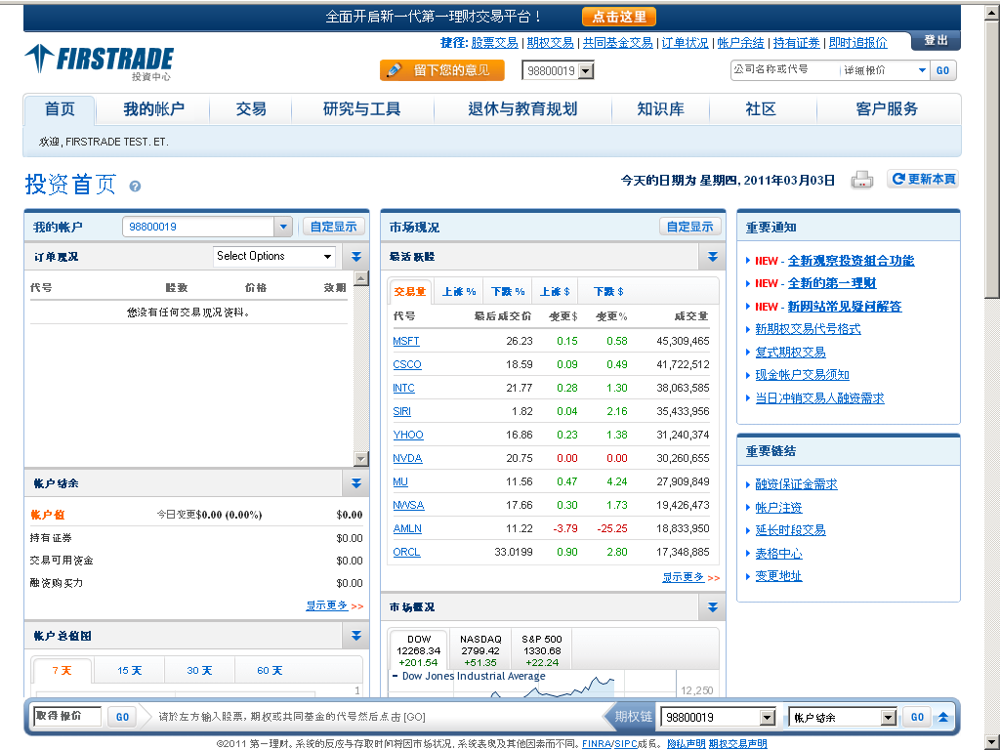 全面开启新一代第一理财交易平台！ 点击这里
捷径: 股票交易 | 期权交易 | 共同基金交易 | 订单状况 | 帐户余结 | 持有证券 | 即时追报价 登出
FIRSTRADE
投资中心
留下您的意见 98800019 公司名称或代号 详细报价 GO
首页 我的帐户 交易 研究与工具 退休与教育规划 知识库 社区 客户服务
欢迎, FIRSTRADE TEST. ET.
投资首页 ? 今天的日期为 星期四, 2011年03月03日 更新本頁
我的帐户 98800019 自定显示
订单现况 Select Options
代号 股数 价格 效期
您没有任何交易现况资料。
帐户结余
帐户值 今日变更$0.00 (0.00%) $0.00
持有证券 $0.00
交易可用资金 $0.00
融资购买力 $0.00
显示更多 >>
帐户总值图
7 天 15 天 30 天 60 天
1
市场现况 自定显示
最活跃股
交易量 上涨 % 下跌 % 上涨 $ 下跌 $
代号 最后成交价 变更$ 变更% 成交量
MSFT 26.23 0.15 0.58 45,309,465
CSCO 18.59 0.09 0.49 41,722,512
INTC 21.77 0.28 1.30 38,063,585
SIRI 1.82 0.04 2.16 35,433,956
YHOO 16.86 0.23 1.38 31,240,374
NVDA 20.75 0.00 0.00 30,260,655
MU 11.56 0.47 4.24 27,909,849
NWSA 17.66 0.30 1.73 19,426,473
AMLN 11.22 -3.79 -25.25 18,833,950
ORCL 33.0199 0.90 2.80 17,348,885
显示更多 >>
市场概况
DOW NASDAQ S&P 500
12268.34 2799.42 1330.68
+201.54 +51.35 +22.24
Dow Jones Industrial Average
12,250
重要通知
NEW - 全新观察投资组合功能
NEW - 全新的第一理财
NEW - 新网站常见疑问解答
新期权交易代号格式
复式期权交易
现金帐户交易须知
当日冲销交易人融资需求
重要链结
融资保证金需求
帐户注资
延长时段交易
表格中心
变更地址
取得报价 GO 请於左方输入股票, 期权或共同基金的代号然后点击 [GO] 期权链 98800019 帐户结余 GO
©2011 第一理财。系统的反应与存取时间将因市场状况, 系统表现及其他因素而不同。FINRA/SIPC成员。 隐私声明 期权交易声明